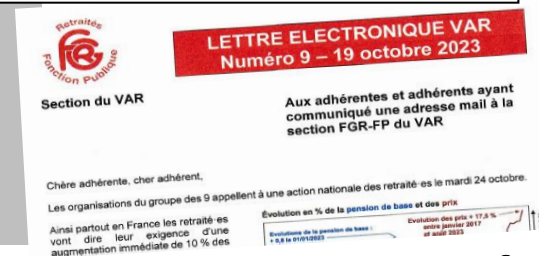 Retraités
FGR
Fonction Publique
LETTRE ELECTRONIQUE VAR
Numéro 9 – 19 octobre 2023
Section du VAR
Aux adhérentes et adhérents ayant
communiqué une adresse mail à la
section FGR-FP du VAR
Chère adhérente, cher adhérent,
Les organisations du groupe des 9 appellent à une action nationale des retraité·es le mardi 24 octobre.
Ainsi partout en France les retraité·es
vont dire leur exigence d'une
augmentation immédiate de 10 % des
Évolution en % de la pension de base et des prix
Evolutions de la pension de base :
+ 0,8 le 01/01/2023
Evolution des prix + 17,5 %
entre janvier 2017
et août 2023